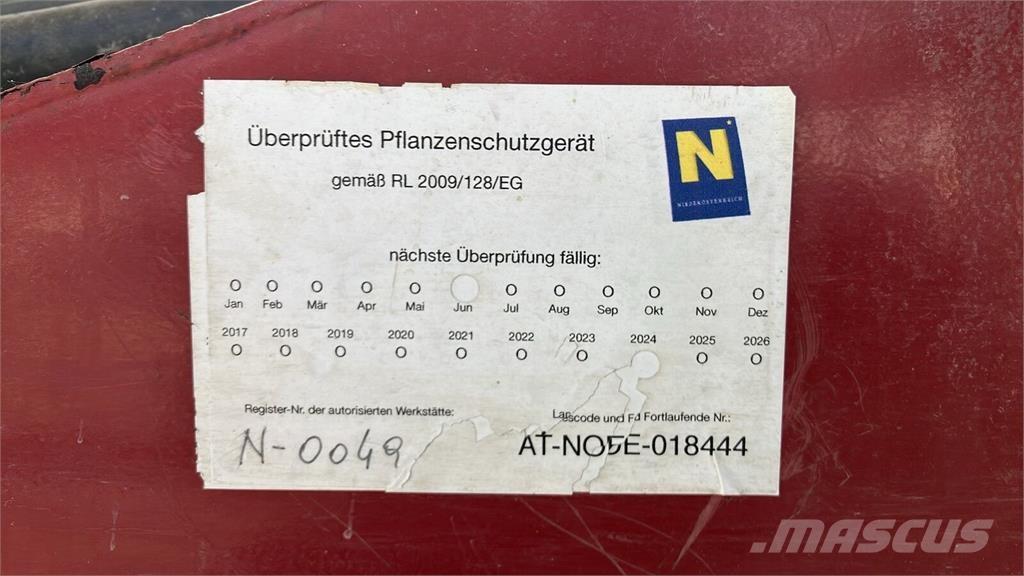 Überprüftes Pflanzenschutzgerät
gemäß RL 2009/128/EG
N
NIEDERÖSTERREICH
nächste Überprüfung fällig:
Jan Feb Mär Apr Mai Jun Jul Aug Sep Okt Nov Dez
2017 2018 2019 2020 2021 2022 2023 2024 2025 2026
Register-Nr. der autorisierten Werkstätte:
N-0049
Fortlaufende Nr.:
018444
MASCUS